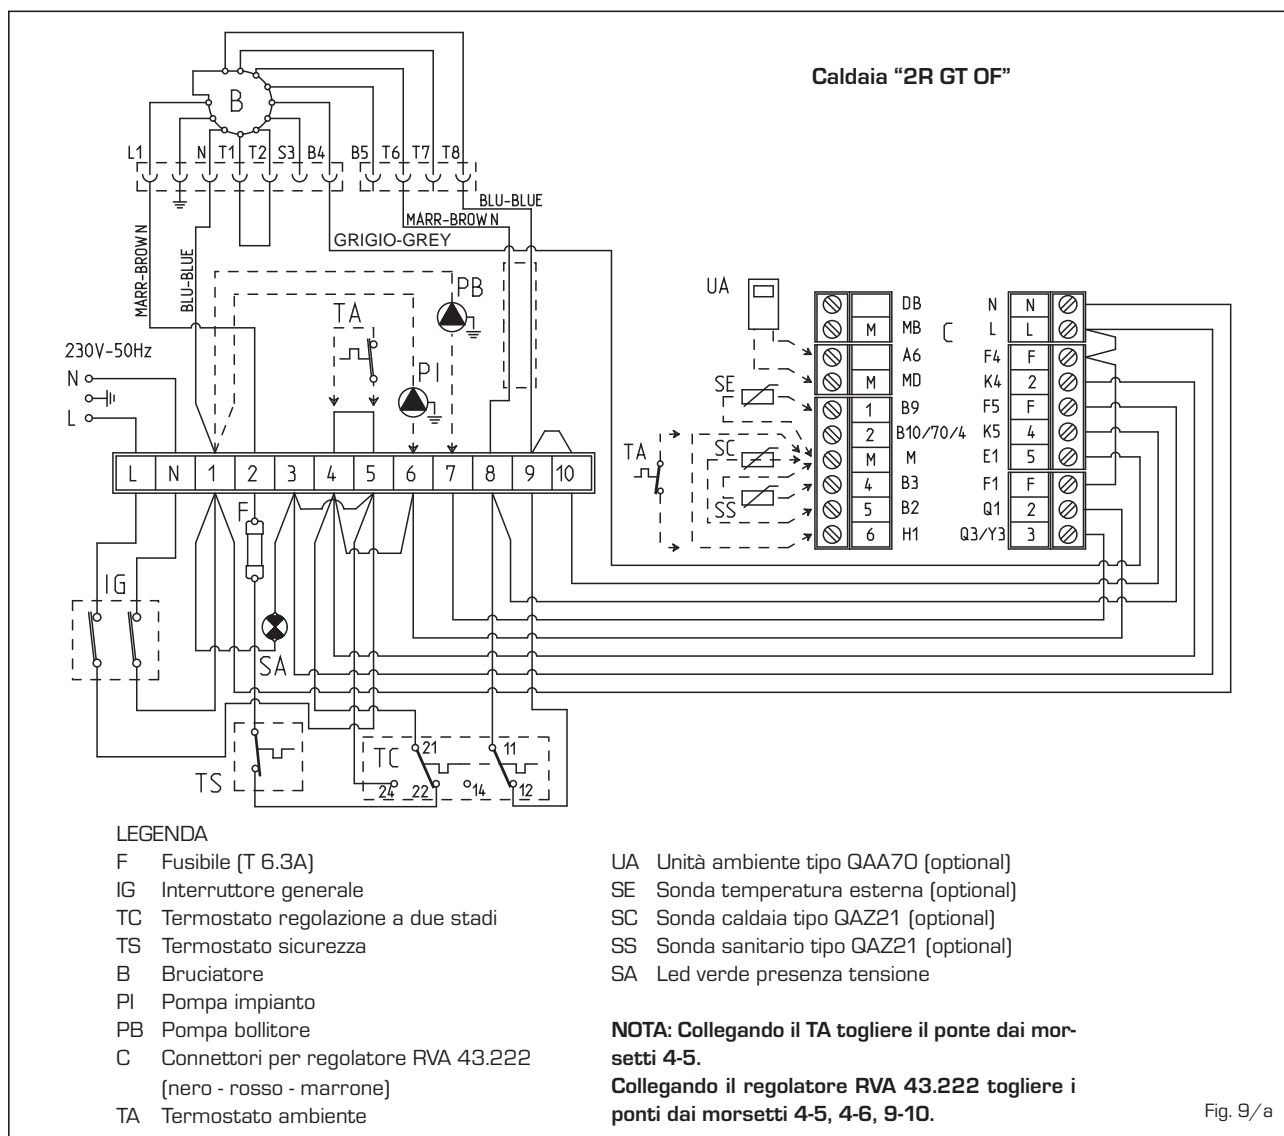 Caldaia “2R GT OF”
B
L1 N T1 T2 S3 B4 B5 T6 T7 T8
BLU-BLUE
MARR-BROWN
GRIGIO-GREY
MARR-BROWN
BLU-BLUE
PB
TA
PI
230V-50Hz
N
L
L N 1 2 3 4 5 6 7 8 9 10
F
IG
SA
TS
TC
21 11
24 22 14 12
UA
SE
SC
SS
TA
DB
M MB
A6
M MD
1 B9
2 B10/70/4
M M
4 B3
5 B2
6 H1
C
N N
L L
F4 F
K4 2
F5 F
K5 4
E1 5
F1 F
Q1 2
Q3/Y3 3
LEGENDA
F Fusibile (T 6.3A)
IG Interruttore generale
TC Termostato regolazione a due stadi
TS Termostato sicurezza
B Bruciatore
PI Pompa impianto
PB Pompa bollitore
C Connettori per regolatore RVA 43.222
(nero - rosso - marrone)
TA Termostato ambiente
UA Unità ambiente tipo QAA70 (optional)
SE Sonda temperatura esterna (optional)
SC Sonda caldaia tipo QAZ21 (optional)
SS Sonda sanitario tipo QAZ21 (optional)
SA Led verde presenza tensione
NOTA: Collegando il TA togliere il ponte dai mor-
setti 4-5.
Collegando il regolatore RVA 43.222 togliere i
ponti dai morsetti 4-5, 4-6, 9-10.
Fig. 9/a